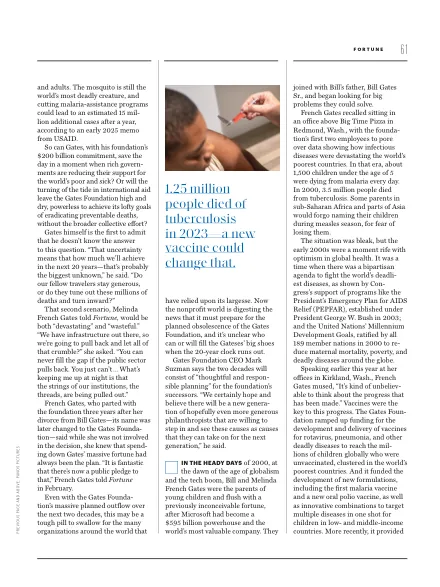 FORTUNE 61
and adults. The mosquito is still the
world's most deadly creature, and
cutting malaria-assistance programs
could lead to an estimated 15 mil-
lion additional cases after a year,
according to an early 2025 memo
from USAID.
So can Gates, with his foundation's
$200 billion commitment, save the
day in a moment when rich govern-
ments are reducing their support for
the world's poor and sick? Or will the
turning of the tide in international aid
leave the Gates Foundation high and
dry, powerless to achieve its lofty goals
of eradicating preventable deaths,
without the broader collective effort?
Gates himself is the first to admit
that he doesn't know the answer
to this question. “That uncertainty
means that how much we'll achieve
in the next 20 years—that's probably
the biggest unknown,” he said. “Do
our fellow travelers stay generous,
or do they tune out these millions of
deaths and turn inward?”
That second scenario, Melinda
French Gates told Fortune, would be
both “devastating” and “wasteful.”
“We have infrastructure out there, so
we're going to pull back and let all of
that crumble?” she asked. “You can
never fill the gap if the public sector
pulls back. You just can't … What's
keeping me up at night is that
the strings of our institutions, the
threads, are being pulled out.”
French Gates, who parted with
the foundation three years after her
divorce from Bill Gates—its name was
later changed to the Gates Founda-
tion—said while she was not involved
in the decision, she knew that spend-
ing down Gates' massive fortune had
always been the plan. “It is fantastic
that there's now a public pledge to
that,” French Gates told Fortune
in February.
Even with the Gates Founda-
tion's massive planned outflow over
the next two decades, this may be a
tough pill to swallow for the many
organizations around the world that
1.25 million
people died of
tuberculosis
in 2023—a new
vaccine could
change that.
have relied upon its largesse. Now
the nonprofit world is digesting the
news that it must prepare for the
planned obsolescence of the Gates
Foundation, and it's unclear who
can or will fill the Gateses' big shoes
when the 20-year clock runs out.
Gates Foundation CEO Mark
Suzman says the two decades will
consist of “thoughtful and respon-
sible planning” for the foundation's
successors. “We certainly hope and
believe there will be a new genera-
tion of hopefully even more generous
philanthropists that are willing to
step in and see these causes as causes
that they can take on for the next
generation,” he said.
IN THE HEADY DAYS of 2000, at
the dawn of the age of globalism
and the tech boom, Bill and Melinda
French Gates were the parents of
young children and flush with a
previously inconceivable fortune,
after Microsoft had become a
$595 billion powerhouse and the
world's most valuable company. They
joined with Bill's father, Bill Gates
Sr., and began looking for big
problems they could solve.
French Gates recalled sitting in
an office above Big Time Pizza in
Redmond, Wash., with the founda-
tion's first two employees to pore
over data showing how infectious
diseases were devastating the world's
poorest countries. In that era, about
1,500 children under the age of 5
were dying from malaria every day.
In 2000, 3.5 million people died
from tuberculosis. Some parents in
sub-Saharan Africa and parts of Asia
would forgo naming their children
during measles season, for fear of
losing them.
The situation was bleak, but the
early 2000s were a moment rife with
optimism in global health. It was a
time when there was a bipartisan
agenda to fight the world's deadli-
est diseases, as shown by Con-
gress's support of programs like the
President's Emergency Plan for AIDS
Relief (PEPFAR), established under
President George W. Bush in 2003;
and the United Nations' Millennium
Development Goals, ratified by all
189 member nations in 2000 to re-
duce maternal mortality, poverty, and
deadly diseases around the globe.
Speaking earlier this year at her
offices in Kirkland, Wash., French
Gates mused, “It's kind of unbeliev-
able to think about the progress that
has been made.” Vaccines were the
key to this progress. The Gates Foun-
dation ramped up funding for the
development and delivery of vaccines
for rotavirus, pneumonia, and other
deadly diseases to reach the mil-
lions of children globally who were
unvaccinated, clustered in the world's
poorest countries. And it funded the
development of new formulations,
including the first malaria vaccine
and a new oral polio vaccine, as well
as innovative combinations to target
multiple diseases in one shot for
children in low- and middle-income
countries. More recently, it provided